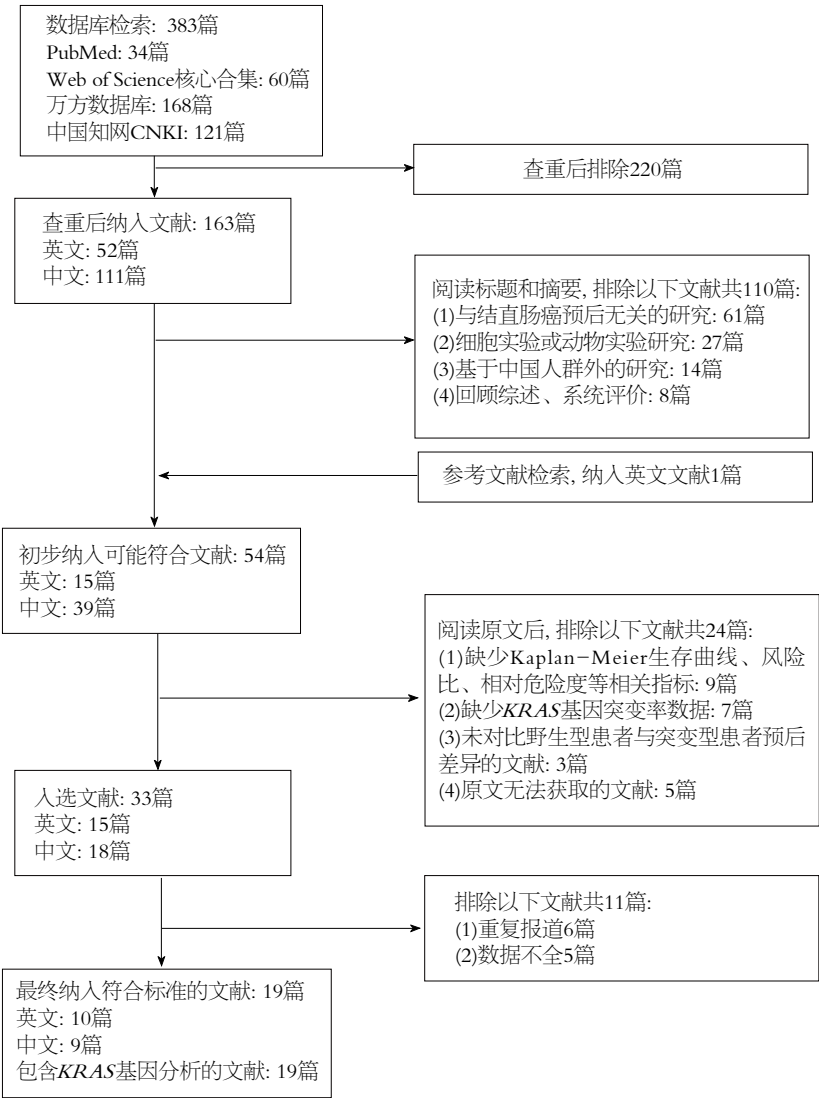 数据库检索: 383篇
PubMed: 34篇
Web of Science核心合集: 60篇
万方数据库: 168篇
中国知网CNKI: 121篇
查重后排除220篇
查重后纳入文献: 163篇
英文: 52篇
中文: 111篇
阅读标题和摘要, 排除以下文献共110篇:
(1)与结直肠癌预后无关的研究: 61篇
(2)细胞实验或动物实验研究: 27篇
(3)基于中国人群外的研究: 14篇
(4)回顾综述、系统评价: 8篇
参考文献检索, 纳入英文文献1篇
初步纳入可能符合文献: 54篇
英文: 15篇
中文: 39篇
阅读原文后, 排除以下文献共24篇:
(1)缺少Kaplan−Meier生存曲线、风险
比、相对危险度等相关指标: 9篇
(2)缺少KRAS基因突变率数据: 7篇
(3)未对比野生型患者与突变型患者预后
差异的文献: 3篇
(4)原文无法获取的文献: 5篇
入选文献: 33篇
英文: 15篇
中文: 18篇
排除以下文献共11篇:
(1)重复报道6篇
(2)数据不全5篇
最终纳入符合标准的文献: 19篇
英文: 10篇
中文: 9篇
包含KRAS基因分析的文献: 19篇